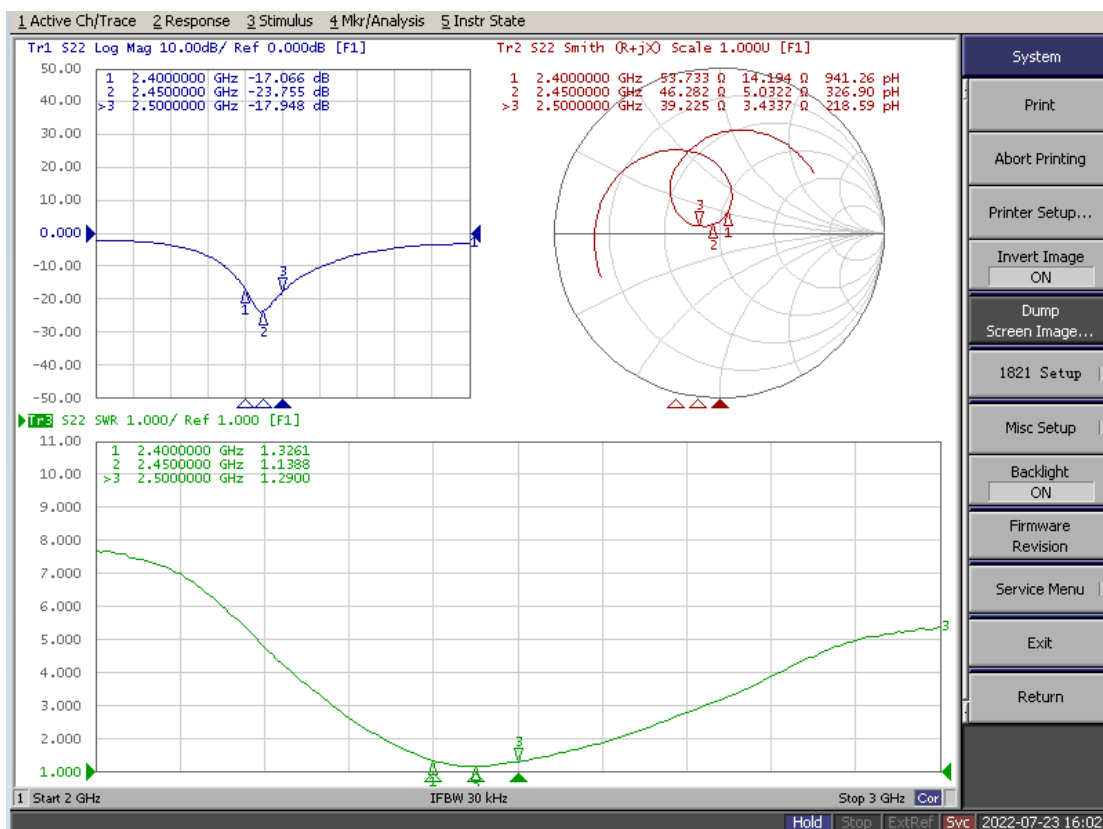 1 Active Ch/Trace 2 Response 3 Stimulus 4 Mkr/Analysis 5 Instr State
Tr1 S22 Log Mag 10.00dB/ Ref 0.000dB [F1]
50.00
40.00
30.00
20.00
10.00
0.000
-10.00
-20.00
-30.00
-40.00
-50.00
1 2.4000000 GHz -17.066 dB
2 2.4500000 GHz -23.755 dB
>3 2.5000000 GHz -17.948 dB
1
2
3
1
Tr2 S22 Smith (R+jX) Scale 1.000U [F1]
1 2.4000000 GHz 53.733 Ω 14.194 Ω 941.26 pH
2 2.4500000 GHz 46.282 Ω 5.0322 Ω 326.90 pH
>3 2.5000000 GHz 39.225 Ω 3.4337 Ω 218.59 pH
3
2
1
Tr3 S22 SWR 1.000/ Ref 1.000 [F1]
11.00
10.00
9.000
8.000
7.000
6.000
5.000
4.000
3.000
2.000
1.000
1 2.4000000 GHz 1.3261
2 2.4500000 GHz 1.1388
>3 2.5000000 GHz 1.2900
3
3
1 Start 2 GHz IFBW 30 kHz Stop 3 GHz Cor
System
Print
Abort Printing
Printer Setup...
Invert Image
ON
Dump
Screen Image...
1821 Setup
Misc Setup
Backlight
ON
Firmware
Revision
Service Menu
Exit
Return
Hold Stop ExtRef Svc 2022-07-23 16:02